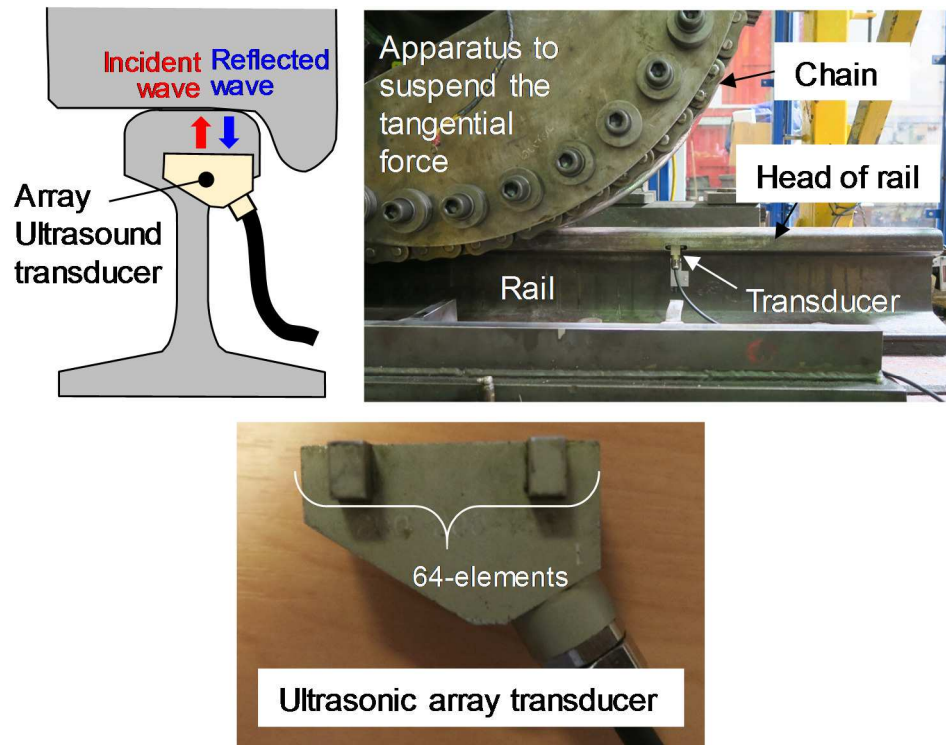 Incident
wave
Reflected
wave
Array
Ultrasound
transducer
Apparatus to
suspend the
tangential
force
Chain
Head of rail
Rail
Transducer
64-elements
Ultrasonic array transducer